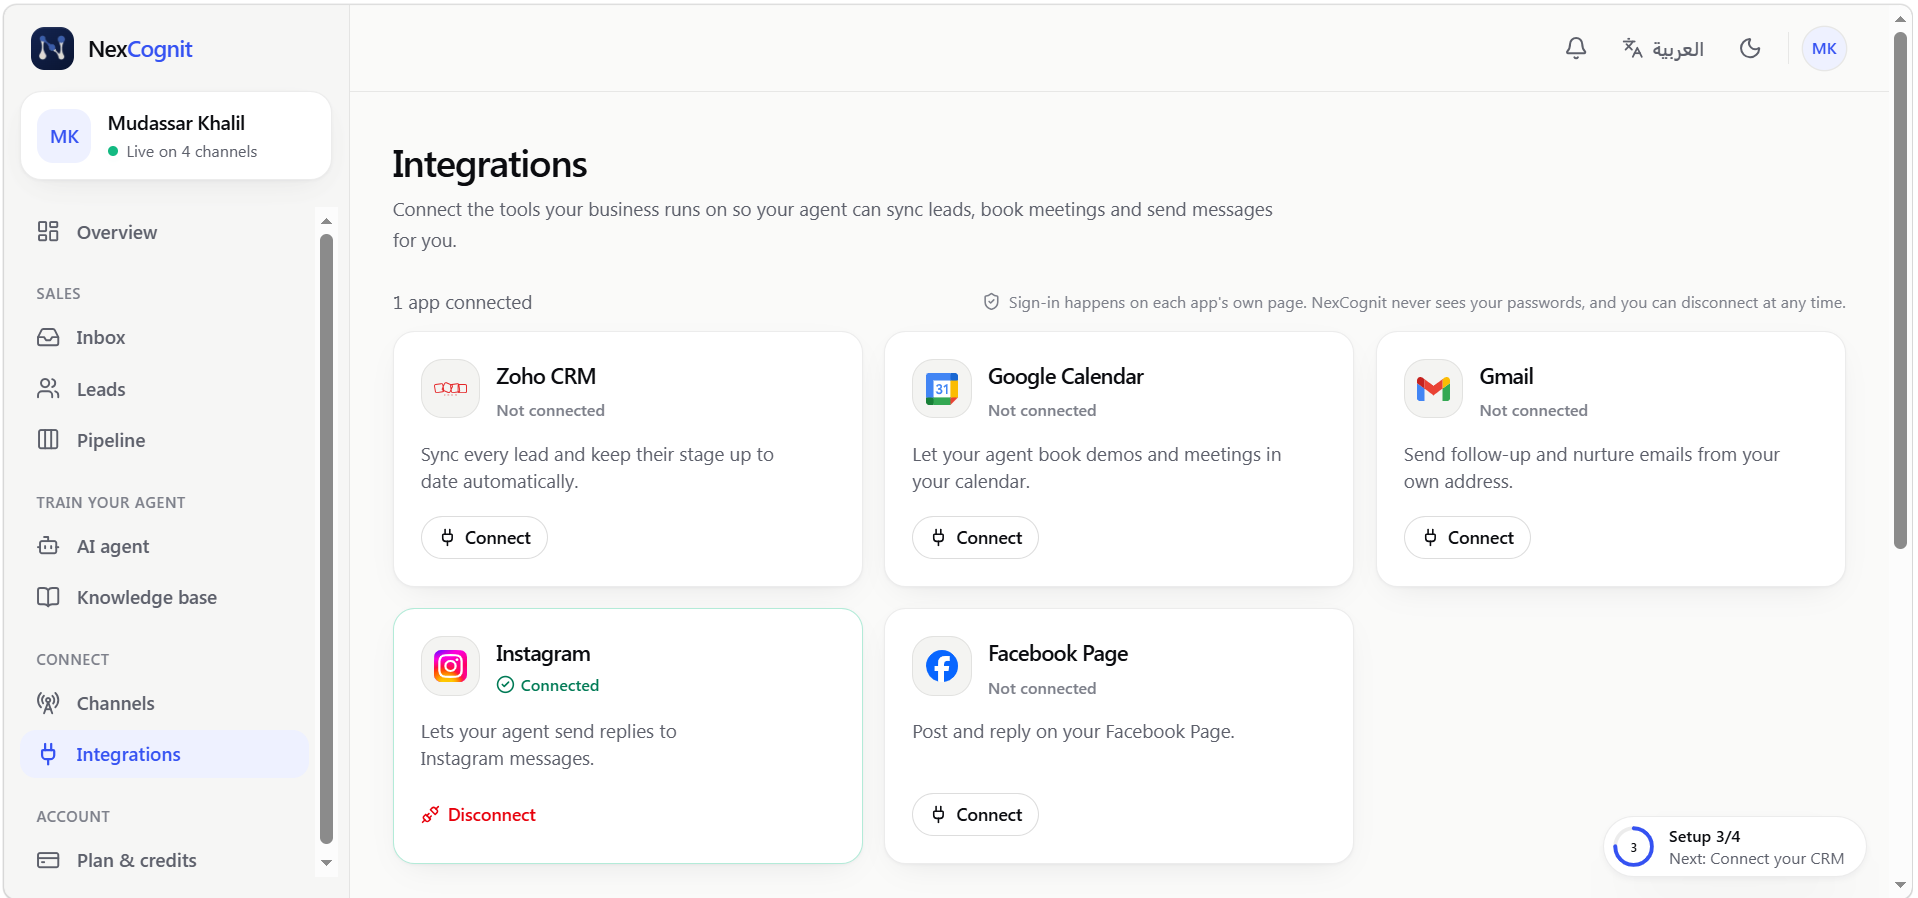 NexCognit
العربية
MK
MK
Mudassar Khalil
Live on 4 channels
Overview
SALES
Inbox
Leads
Pipeline
TRAIN YOUR AGENT
AI agent
Knowledge base
CONNECT
Channels
Integrations
ACCOUNT
Plan & credits
Integrations
Connect the tools your business runs on so your agent can sync leads, book meetings and send messages
for you.
1 app connected
Sign-in happens on each app's own page. NexCognit never sees your passwords, and you can disconnect at any time.
Zoho CRM
Not connected
Sync every lead and keep their stage up to
date automatically.
Connect
31
Google Calendar
Not connected
Let your agent book demos and meetings in
your calendar.
Connect
Gmail
Not connected
Send follow-up and nurture emails from your
own address.
Connect
Instagram
Connected
Lets your agent send replies to
Instagram messages.
Disconnect
Facebook Page
Not connected
Post and reply on your Facebook Page.
Connect
3
Setup 3/4
Next: Connect your CRM